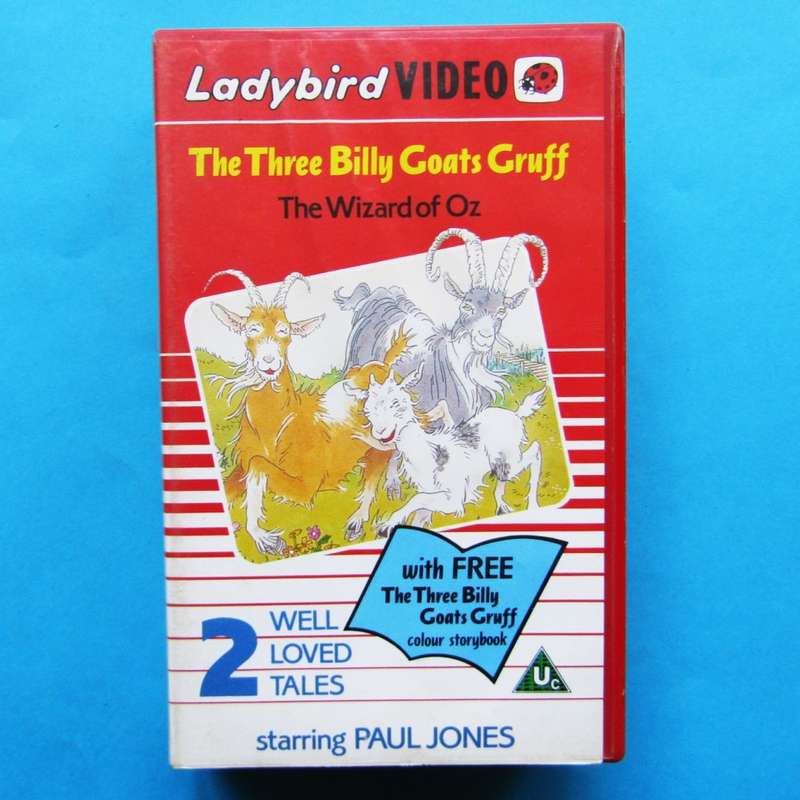 Ladybird VIDEO
The Three Billy Goats Gruff
The Wizard of Oz
with FREE
The Three Billy
Goats Gruff
colour storybook
2 WELL
LOVED
TALES
Uc
starring PAUL JONES